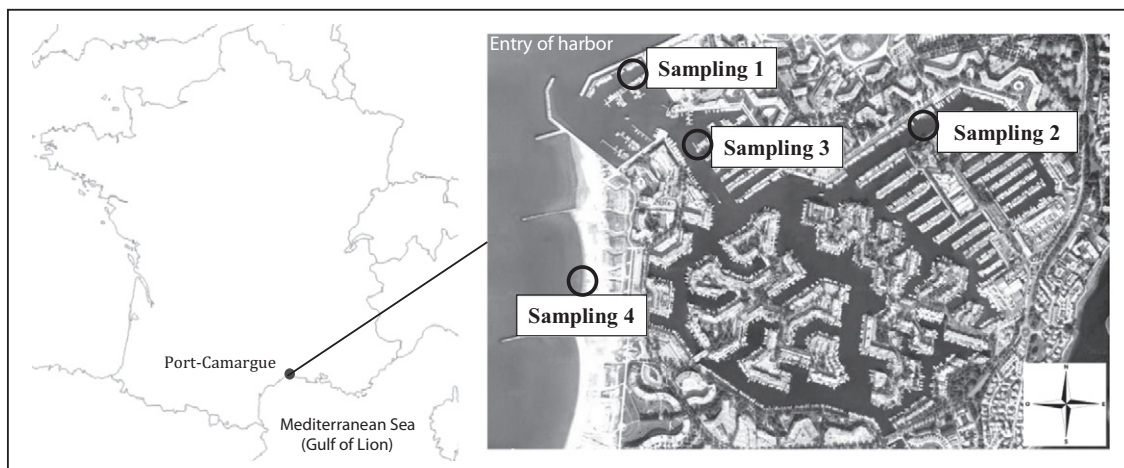 Entry of harbor
Sampling 1
Sampling 2
Sampling 3
Sampling 4
Port-Camargue
Mediterranean Sea
(Gulf of Lion)
N
O
E
S